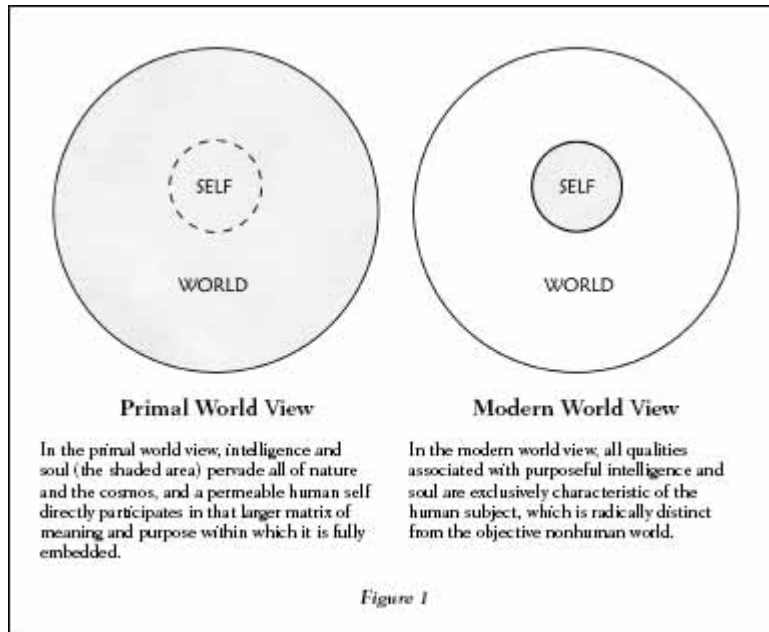 SELF
WORLD
SELF
WORLD
Primal World View
In the primal world view, intelligence and
soul (the shaded area) pervade all of nature
and the cosmos, and a permeable human self
directly participates in that larger matrix of
meaning and purpose within which it is fully
embedded.
Modern World View
In the modern world view, all qualities
associated with purposeful intelligence and
soul are exclusively characteristic of the
human subject, which is radically distinct
from the objective nonhuman world.
Figure 1